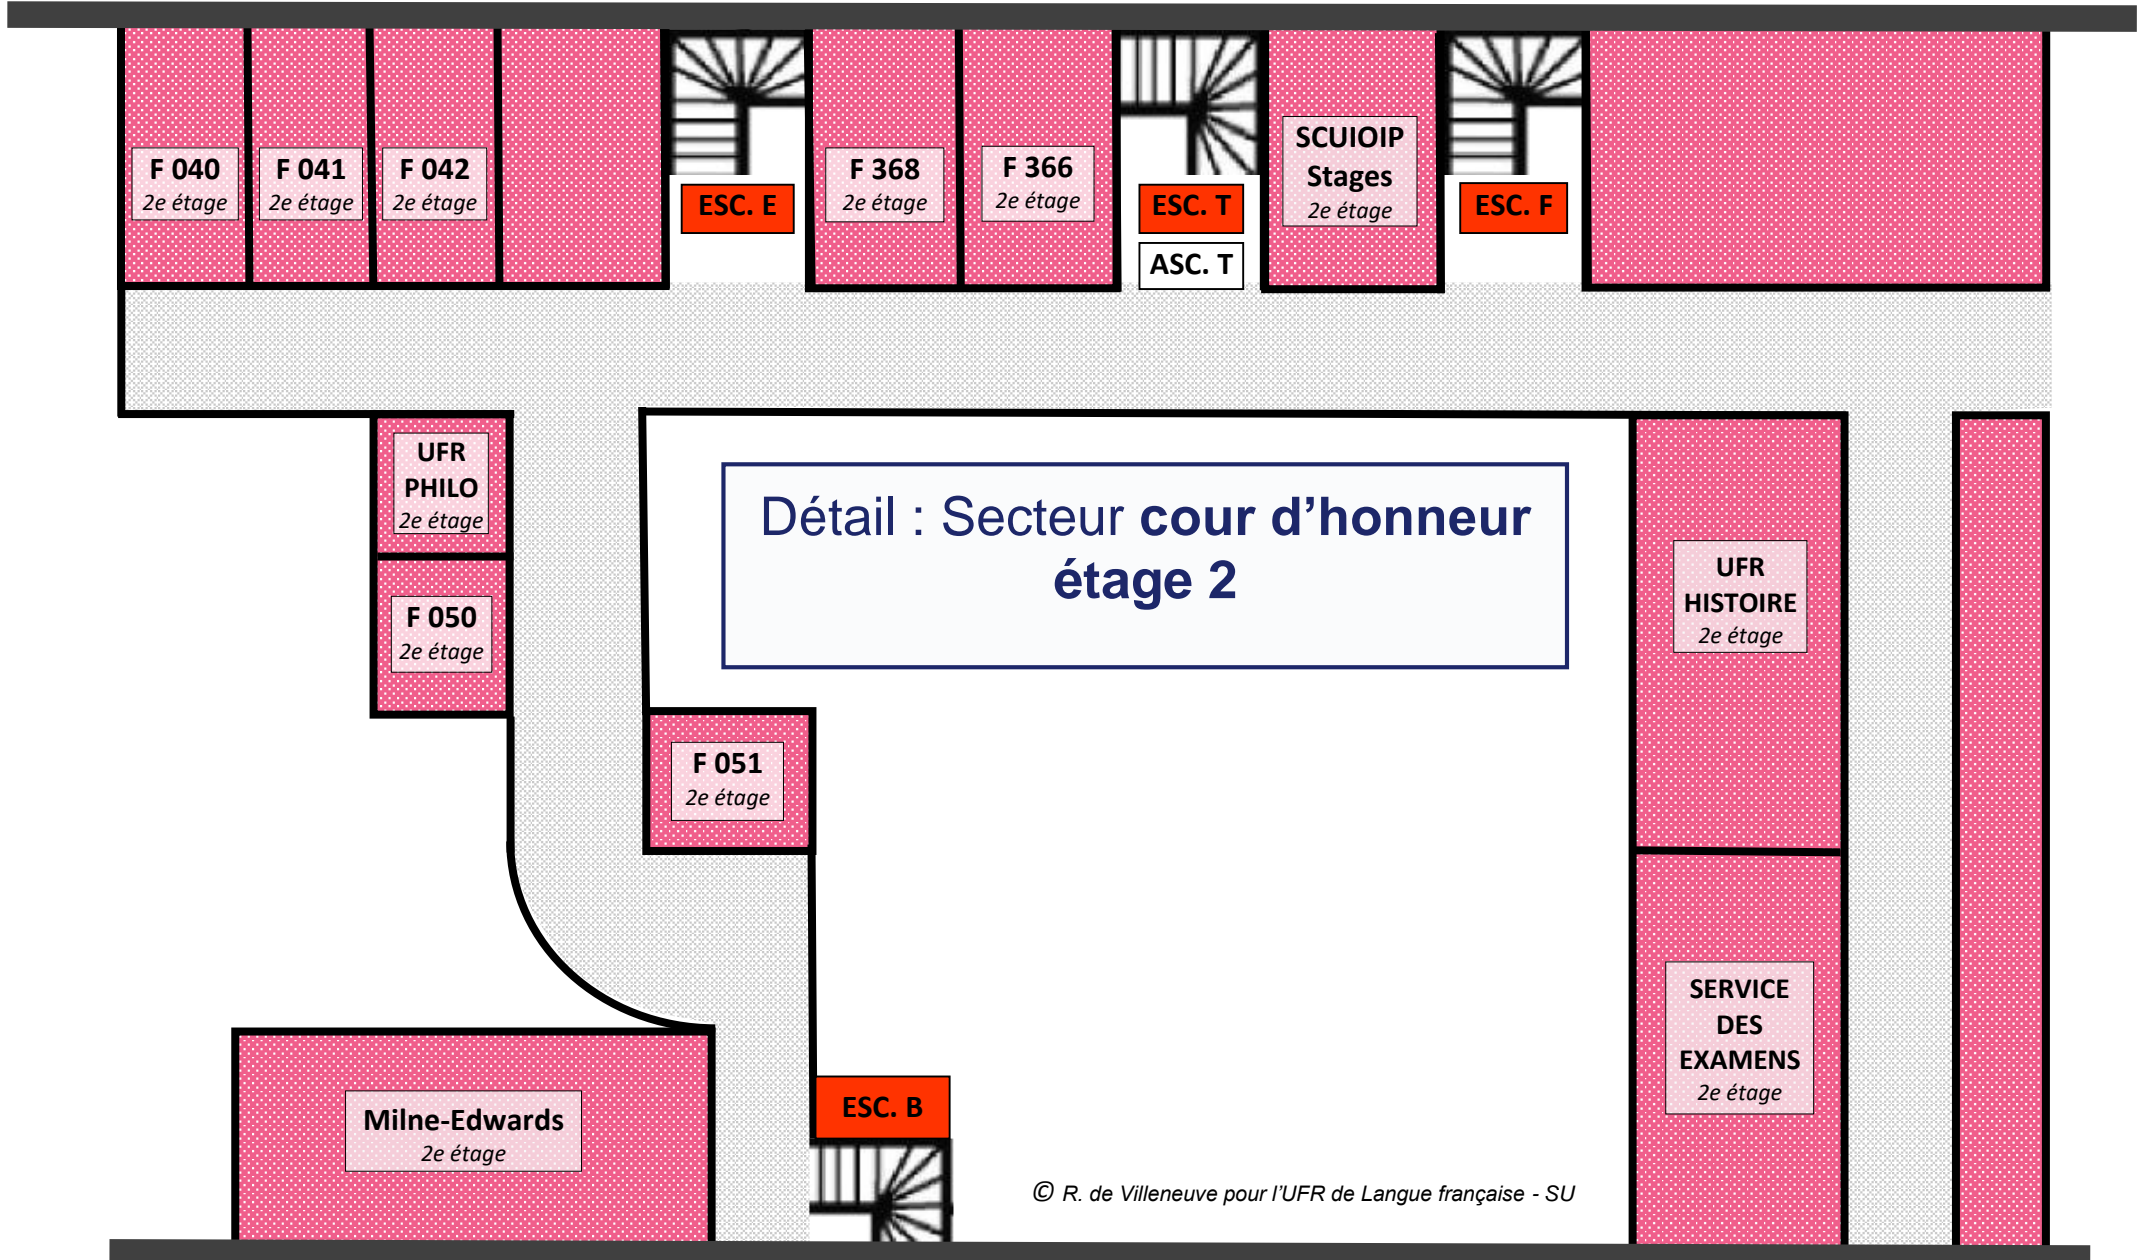 F 040
2e étage
F 041
2e étage
F 042
2e étage
ESC. E
F 368
2e étage
F 366
2e étage
ESC. T
ASC. T
SCUIOIP
Stages
2e étage
ESC. F
UFR
PHILO
2e étage
F 050
2e étage
Détail : Secteur cour d’honneur
étage 2
F 051
2e étage
UFR
HISTOIRE
2e étage
SERVICE
DES
EXAMENS
2e étage
Milne-Edwards
2e étage
ESC. B
© R. de Villeneuve pour l’UFR de Langue française - SU